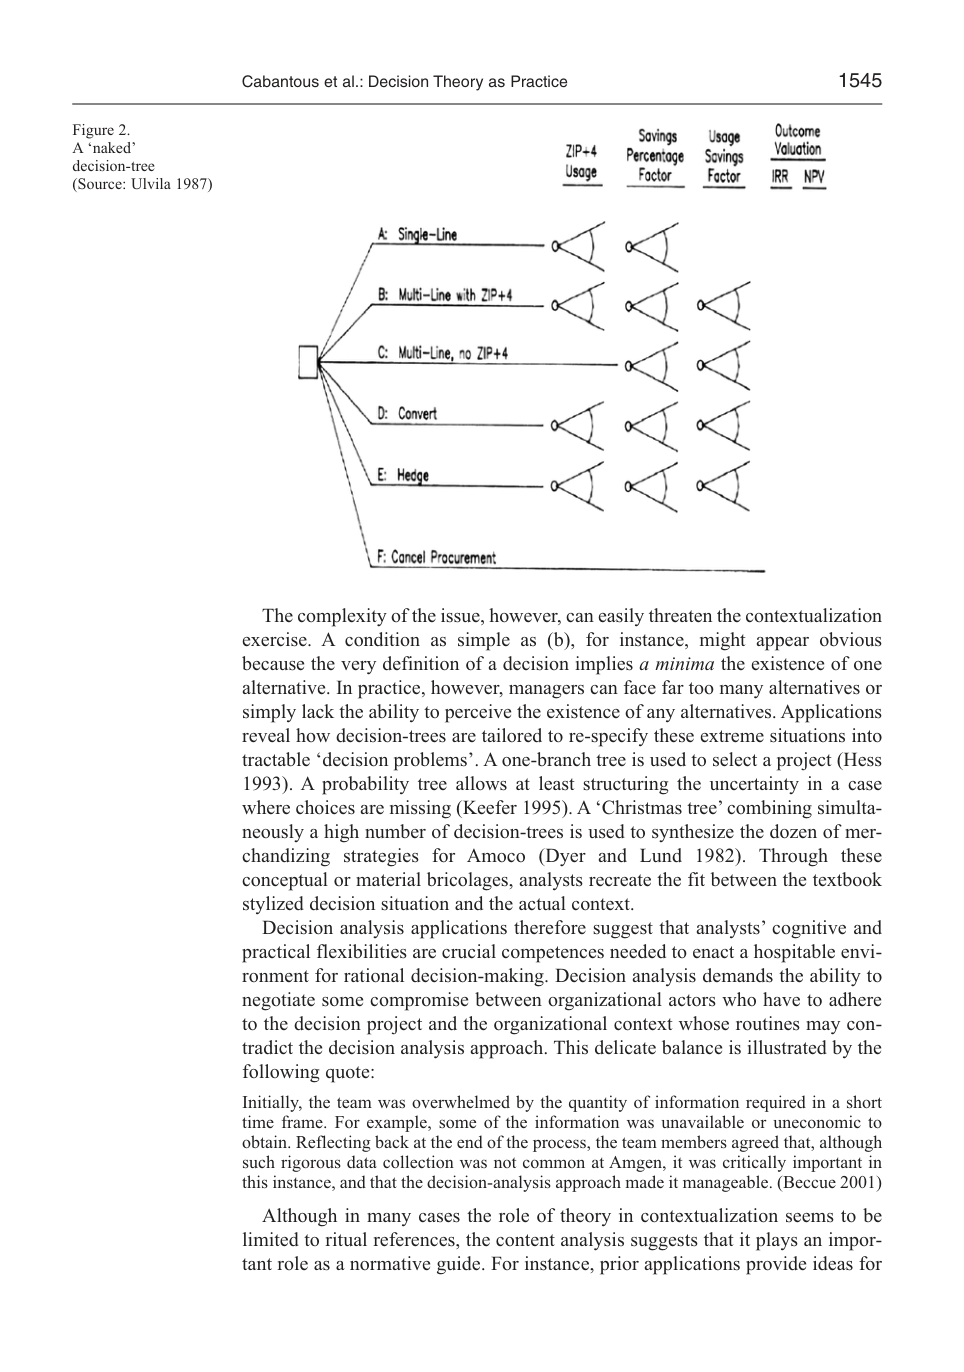 Cabantous et al.: Decision Theory as Practice 1545
Figure 2.
A ‘naked’
decision-tree
(Source: Ulvila 1987)
ZIP+4
Usage
Savings
Percentage
Factor
Usage
Savings
Factor
Outcome
Valuation
IRR NPV
A: Single-Line
B: Multi-Line with ZIP+4
C: Multi-Line, no ZIP+4
D: Convert
E: Hedge
F: Cancel Procurement
The complexity of the issue, however, can easily threaten the contextualization
exercise. A condition as simple as (b), for instance, might appear obvious
because the very definition of a decision implies a minima the existence of one
alternative. In practice, however, managers can face far too many alternatives or
simply lack the ability to perceive the existence of any alternatives. Applications
reveal how decision-trees are tailored to re-specify these extreme situations into
tractable ‘decision problems’. A one-branch tree is used to select a project (Hess
1993). A probability tree allows at least structuring the uncertainty in a case
where choices are missing (Keefer 1995). A ‘Christmas tree’ combining simulta-
neously a high number of decision-trees is used to synthesize the dozen of mer-
chandizing strategies for Amoco (Dyer and Lund 1982). Through these
conceptual or material bricolages, analysts recreate the fit between the textbook
stylized decision situation and the actual context.
Decision analysis applications therefore suggest that analysts’ cognitive and
practical flexibilities are crucial competences needed to enact a hospitable envi-
ronment for rational decision-making. Decision analysis demands the ability to
negotiate some compromise between organizational actors who have to adhere
to the decision project and the organizational context whose routines may con-
tradict the decision analysis approach. This delicate balance is illustrated by the
following quote:
Initially, the team was overwhelmed by the quantity of information required in a short
time frame. For example, some of the information was unavailable or uneconomic to
obtain. Reflecting back at the end of the process, the team members agreed that, although
such rigorous data collection was not common at Amgen, it was critically important in
this instance, and that the decision-analysis approach made it manageable. (Beccue 2001)
Although in many cases the role of theory in contextualization seems to be
limited to ritual references, the content analysis suggests that it plays an impor-
tant role as a normative guide. For instance, prior applications provide ideas for